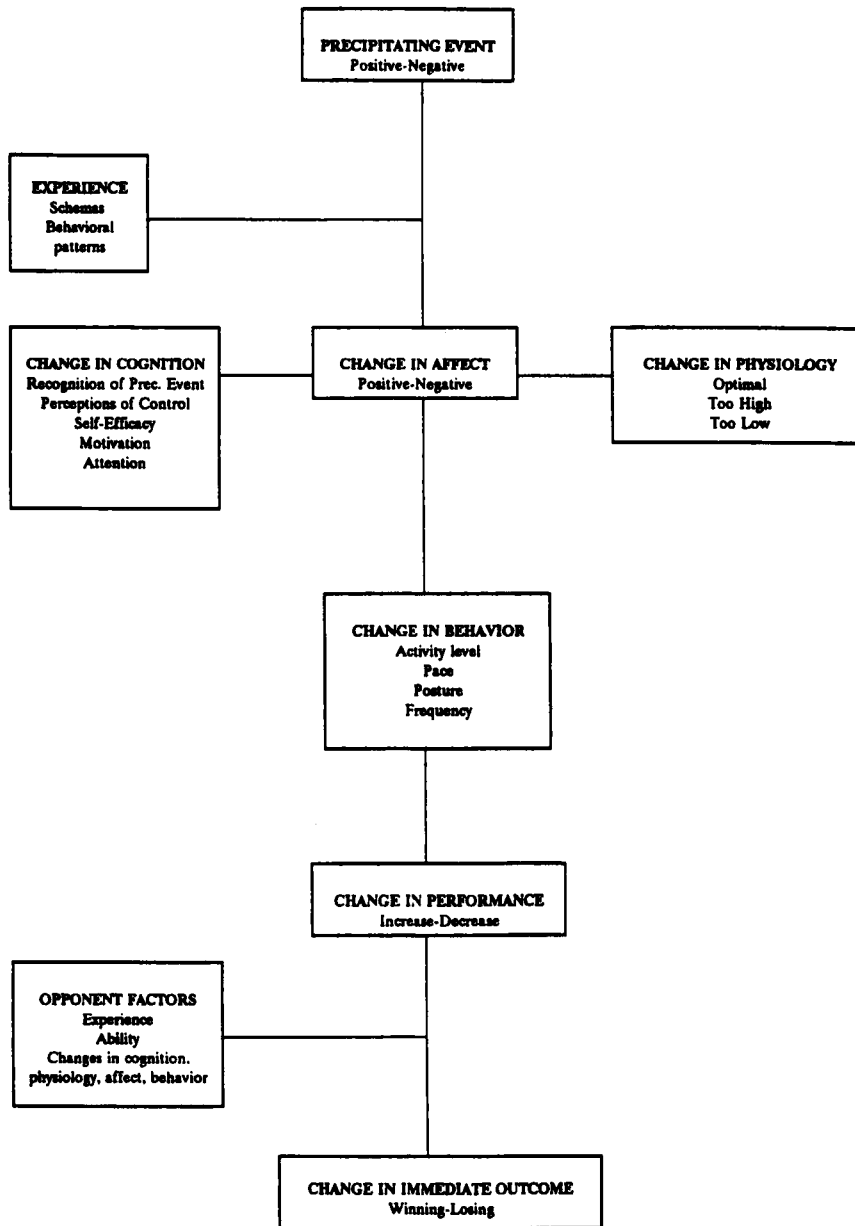 PRECIPITATING EVENT
Positive-Negative
EXPERIENCE
Schemas
Behavioral
patterns
CHANGE IN COGNITION
Recognition of Prec. Event
Perceptions of Control
Self-Efficacy
Motivation
Attention
CHANGE IN AFFECT
Positive-Negative
CHANGE IN PHYSIOLOGY
Optimal
Too High
Too Low
CHANGE IN BEHAVIOR
Activity level
Pace
Posture
Frequency
CHANGE IN PERFORMANCE
Increase-Decrease
OPPONENT FACTORS
Experience
Ability
Changes in cognition,
physiology, affect, behavior
CHANGE IN IMMEDIATE OUTCOME
Winning-Losing